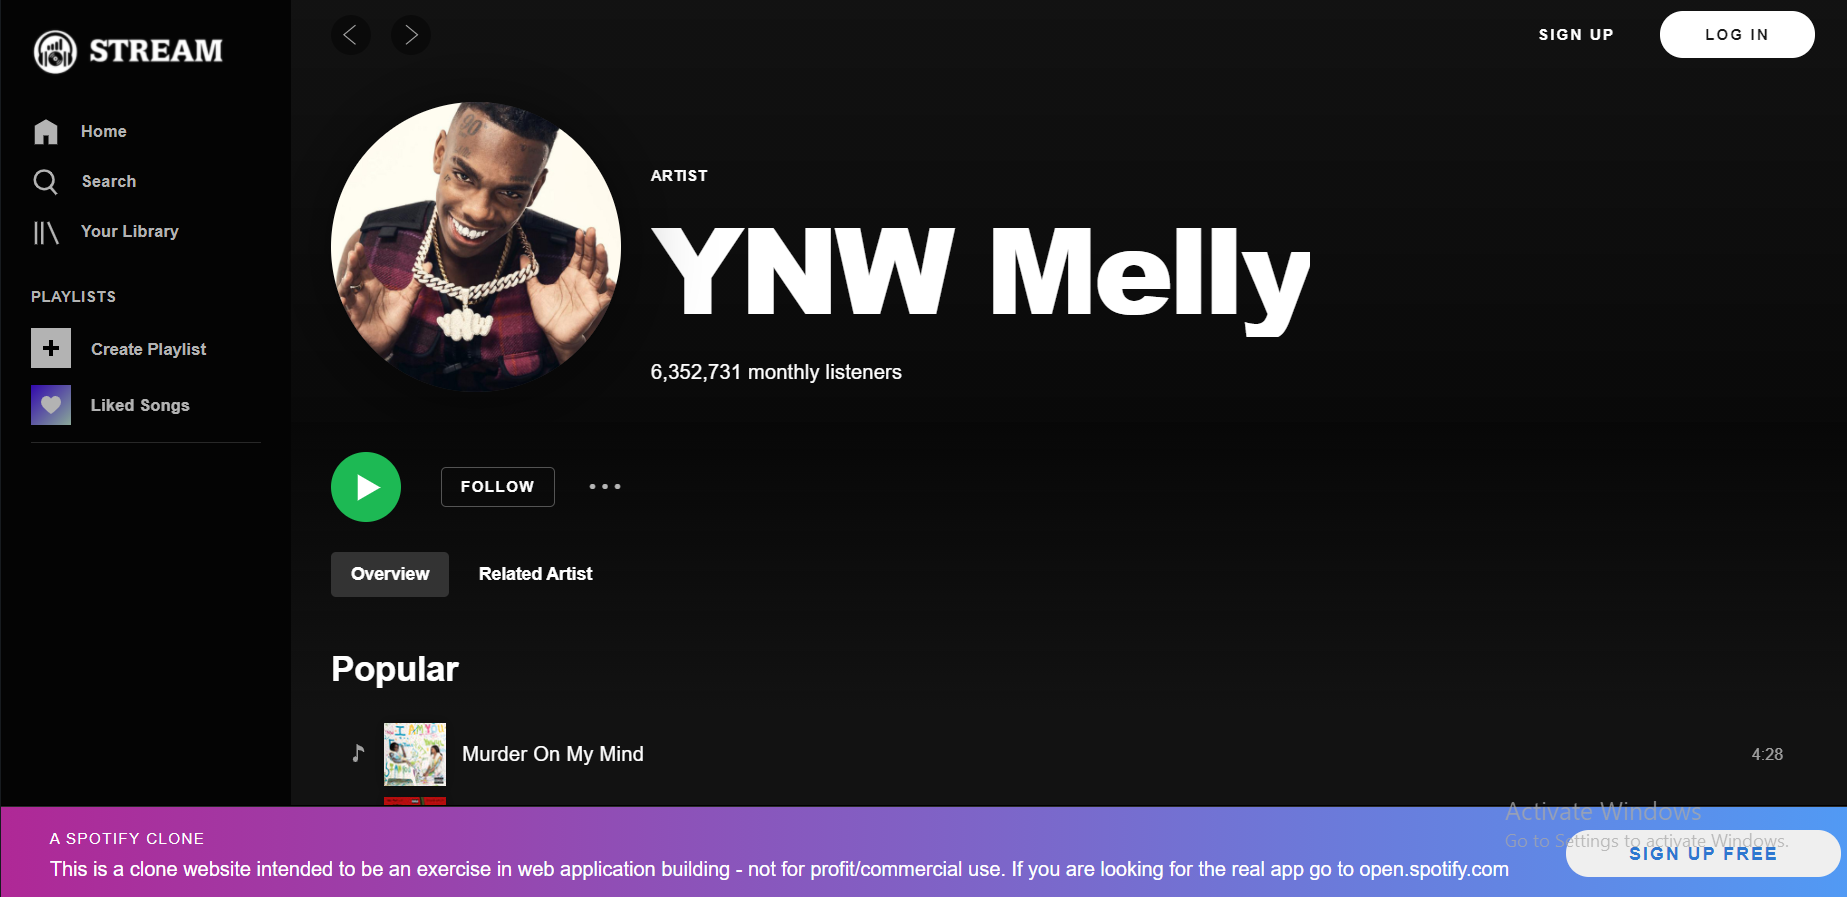 STREAM
SIGN UP
LOG IN
Home
Search
Your Library
PLAYLISTS
Create Playlist
Liked Songs
ARTIST
YNW Melly
6,352,731 monthly listeners
FOLLOW
Overview
Related Artist
Popular
I AM YOU
Murder On My Mind
4:28
Activate Windows
Go to Settings to activate Windows.
A SPOTIFY CLONE
This is a clone website intended to be an exercise in web application building - not for profit/commercial use. If you are looking for the real app go to open.spotify.com
SIGN UP FREE